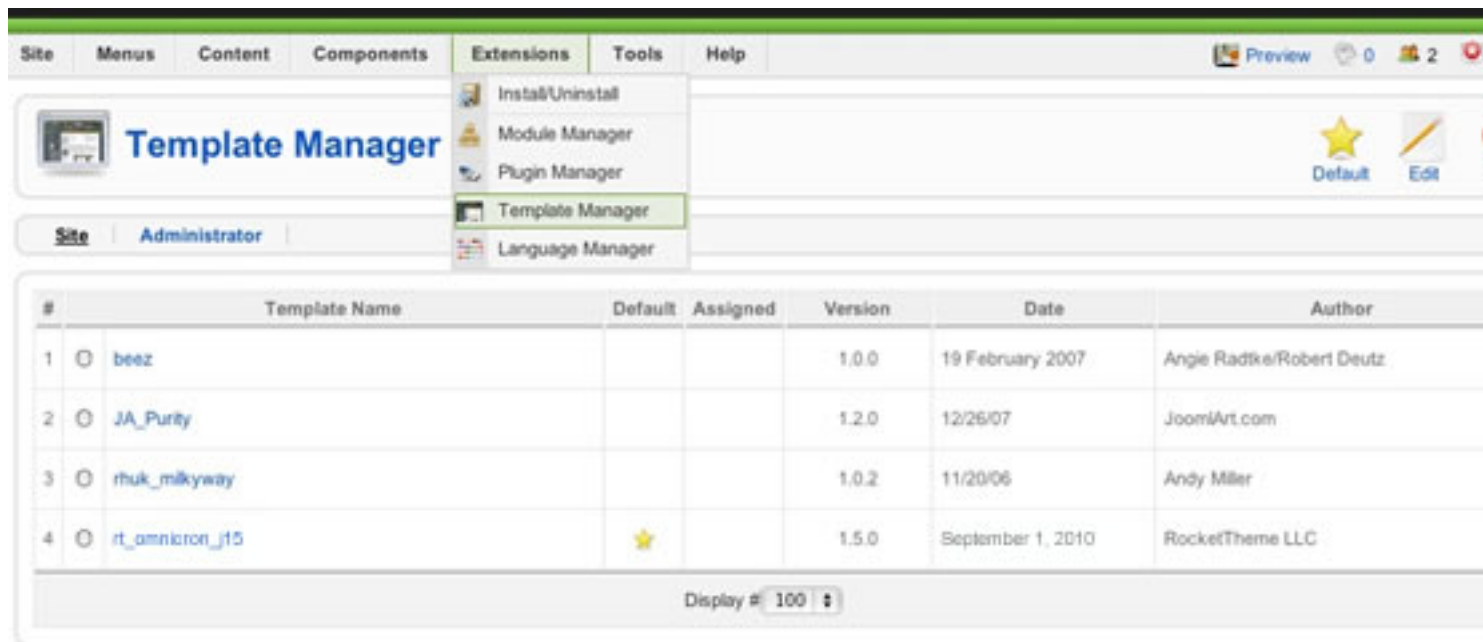 Site Menus Content Components Extensions Tools Help Preview 0 2
Install/Uninstall
Module Manager
Plugin Manager
Template Manager
Language Manager
Template Manager
Default Edit
Site Administrator
# Template Name Default Assigned Version Date Author
1 beez 1.0.0 19 February 2007 Angie Radtke/Robert Deutz
2 JA_Purity 1.2.0 12/26/07 JoomlArt.com
3 rhuk_milkyway 1.0.2 11/20/06 Andy Miller
4 rt_omnicron_j15 1.5.0 September 1, 2010 RocketTheme LLC
Display # 100